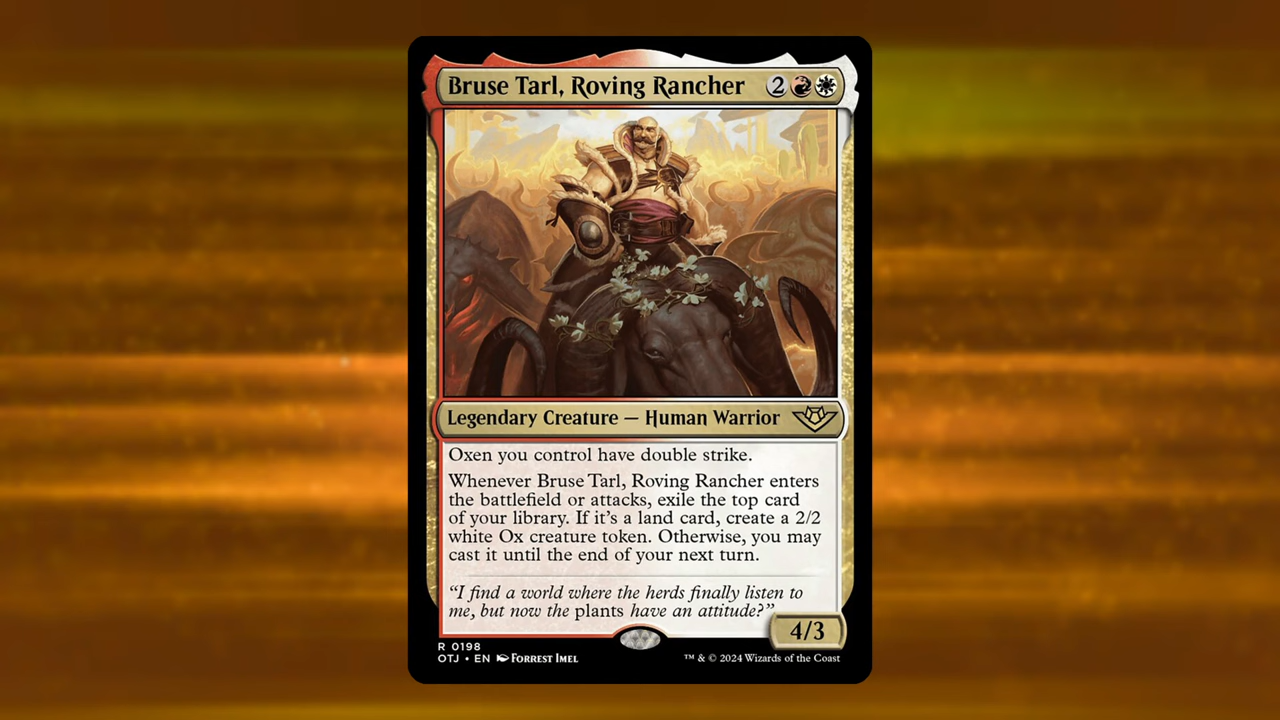 Bruse Tarl, Roving Rancher 2
Legendary Creature — Human Warrior
Oxen you control have double strike.
Whenever Bruse Tarl, Roving Rancher enters
the battlefield or attacks, exile the top card
of your library. If it's a land card, create a 2/2
white Ox creature token. Otherwise, you may
cast it until the end of your next turn.
“I find a world where the herds finally listen to
me, but now the plants have an attitude?”
4/3
R 0198
OTJ • EN Forrest Imel
™ & © 2024 Wizards of the Coast